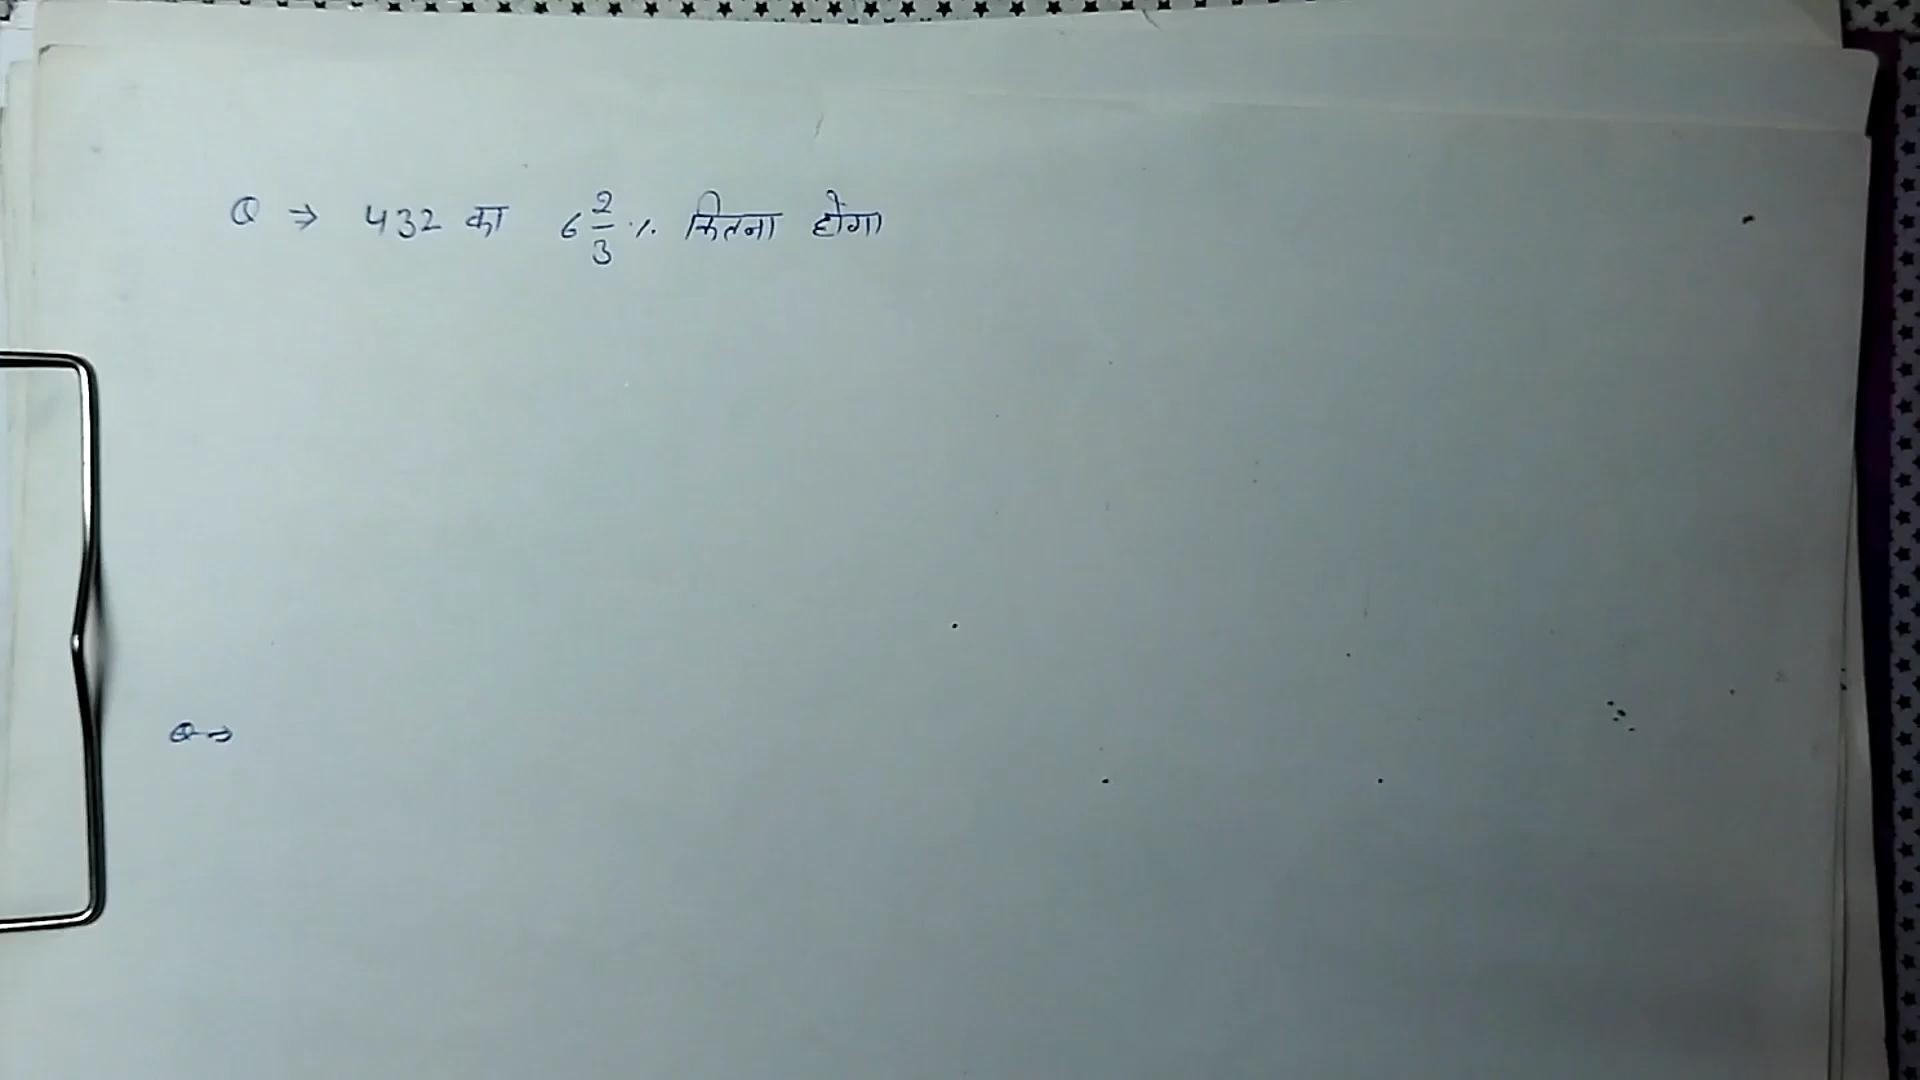 Q ⇒ 432 का 6 2/3 % कितना होगा
Q ⇒